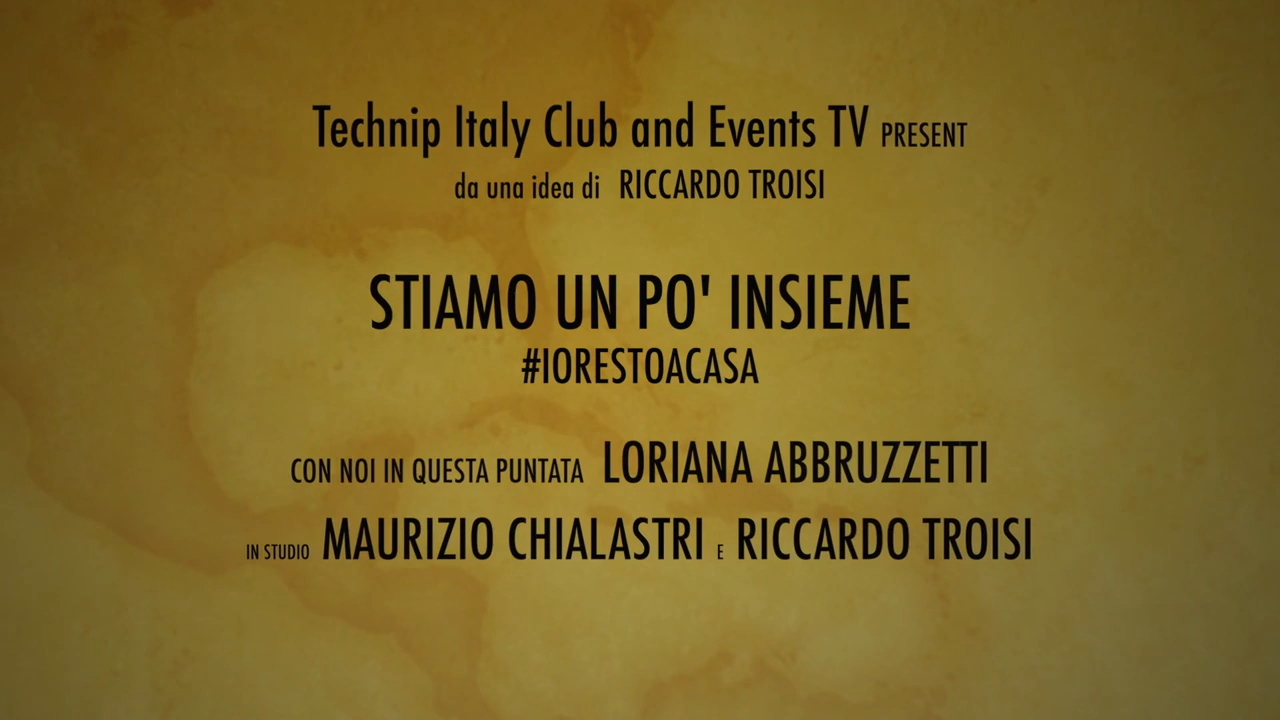 Technip Italy Club and Events TV PRESENT
da una idea di RICCARDO TROISI
STIAMO UN PO' INSIEME
#IORESTOACASA
CON NOI IN QUESTA PUNTATA LORIANA ABBRUZZETTI
IN STUDIO MAURIZIO CHIALASTRI E RICCARDO TROISI